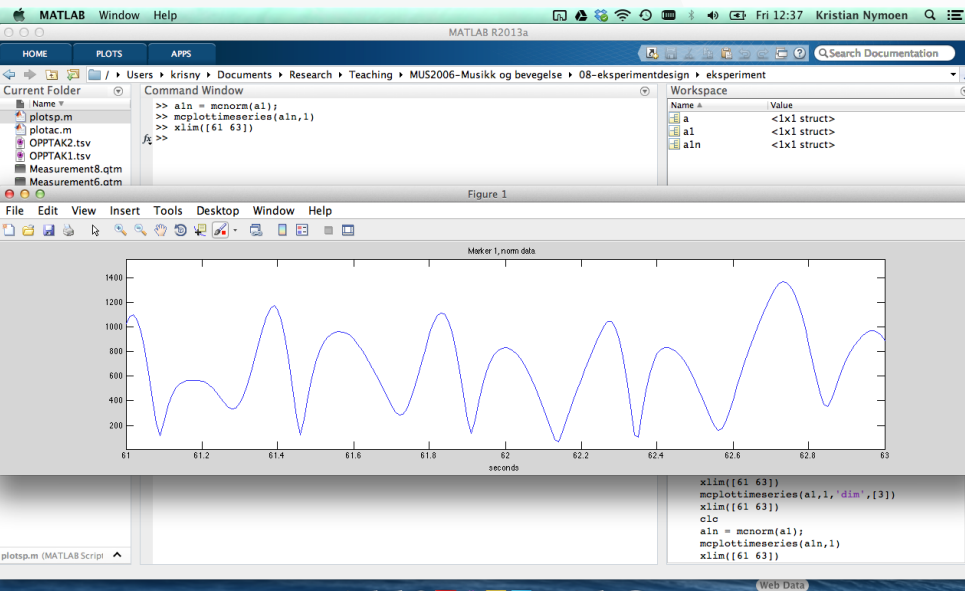 MATLAB Window Help Fri 12:37 Kristian Nymoen
MATLAB R2013a
HOME PLOTS APPS Search Documentation
/ ▸ Users ▸ krisny ▸ Documents ▸ Research ▸ Teaching ▸ MUS2006-Musikk og bevegelse ▸ 08-eksperimentdesign ▸ eksperiment
Current Folder
Name
plotsp.m
plotac.m
OPPTAK2.tsv
OPPTAK1.tsv
Measurement8.qtm
Measurement6.qtm
Command Window
>> a1n = mcnorm(a1);
>> mcplottimeseries(a1n,1)
>> xlim([61 63])
fx >>
Workspace
Name Value
a <1x1 struct>
a1 <1x1 struct>
a1n <1x1 struct>
Figure 1
File Edit View Insert Tools Desktop Window Help
Marker 1, norm data
1400
1200
1000
800
600
400
200
61 61.2 61.4 61.6 61.8 62 62.2 62.4 62.6 62.8 63
seconds
xlim([61 63])
mcplottimeseries(a1,1,'dim',[3])
xlim([61 63])
clc
a1n = mcnorm(a1);
mcplottimeseries(a1n,1)
xlim([61 63])
plotsp.m (MATLAB Script
Web Data